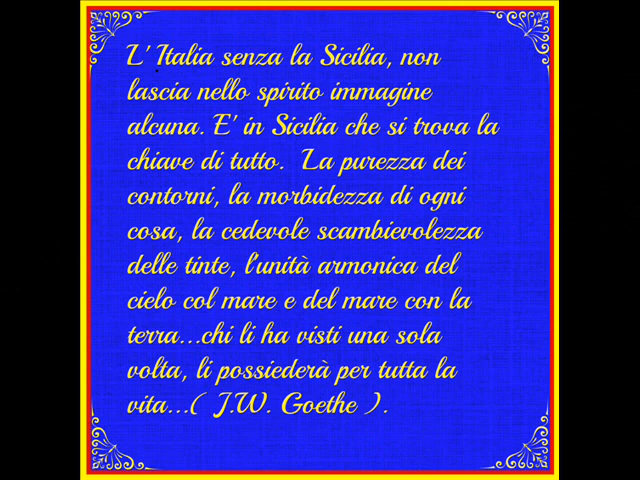 L' Italia senza la Sicilia, non
lascia nello spirito immagine
alcuna. E' in Sicilia che si trova la
chiave di tutto.  La purezza dei
contorni, la morbidezza di ogni
cosa, la cedevole scambievolezza
delle tinte, l'unità armonica del
cielo col mare e del mare con la
terra...chi li ha visti una sola
volta, li possiederà per tutta la
vita...( J.W. Goethe ).